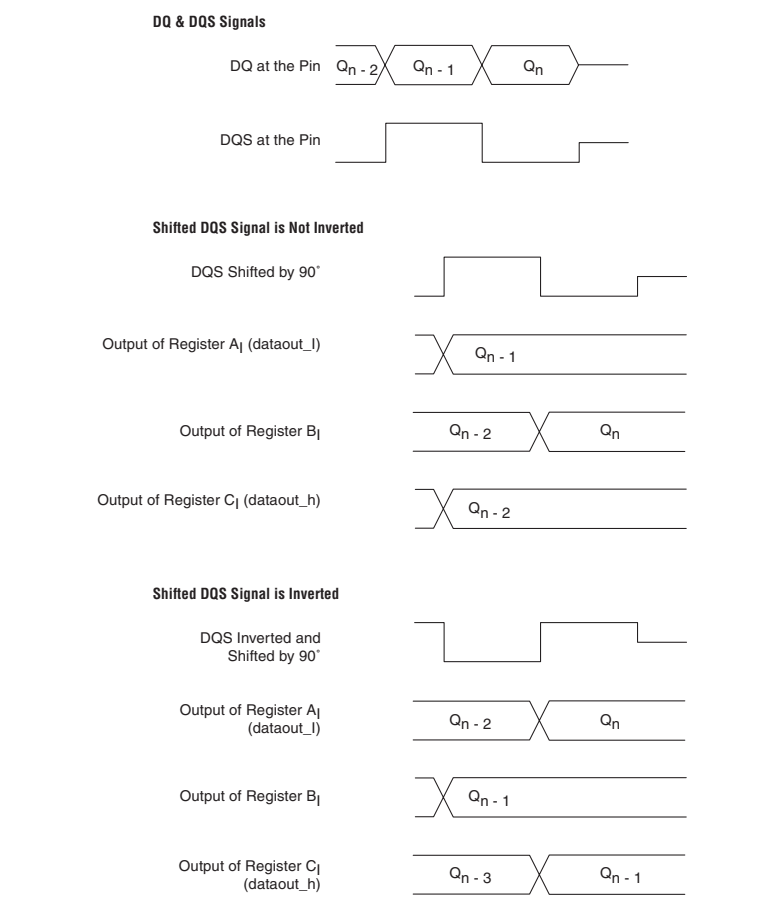 DQ & DQS Signals
DQ at the Pin
Qn - 2 Qn - 1 Qn
DQS at the Pin
Shifted DQS Signal is Not Inverted
DQS Shifted by 90˚
Output of Register AI (dataout_I)
Qn - 1
Output of Register BI
Qn - 2 Qn
Output of Register CI (dataout_h)
Qn - 2
Shifted DQS Signal is Inverted
DQS Inverted and
Shifted by 90˚
Output of Register AI
(dataout_I)
Qn - 2 Qn
Output of Register BI
Qn - 1
Output of Register CI
(dataout_h)
Qn - 3 Qn - 1